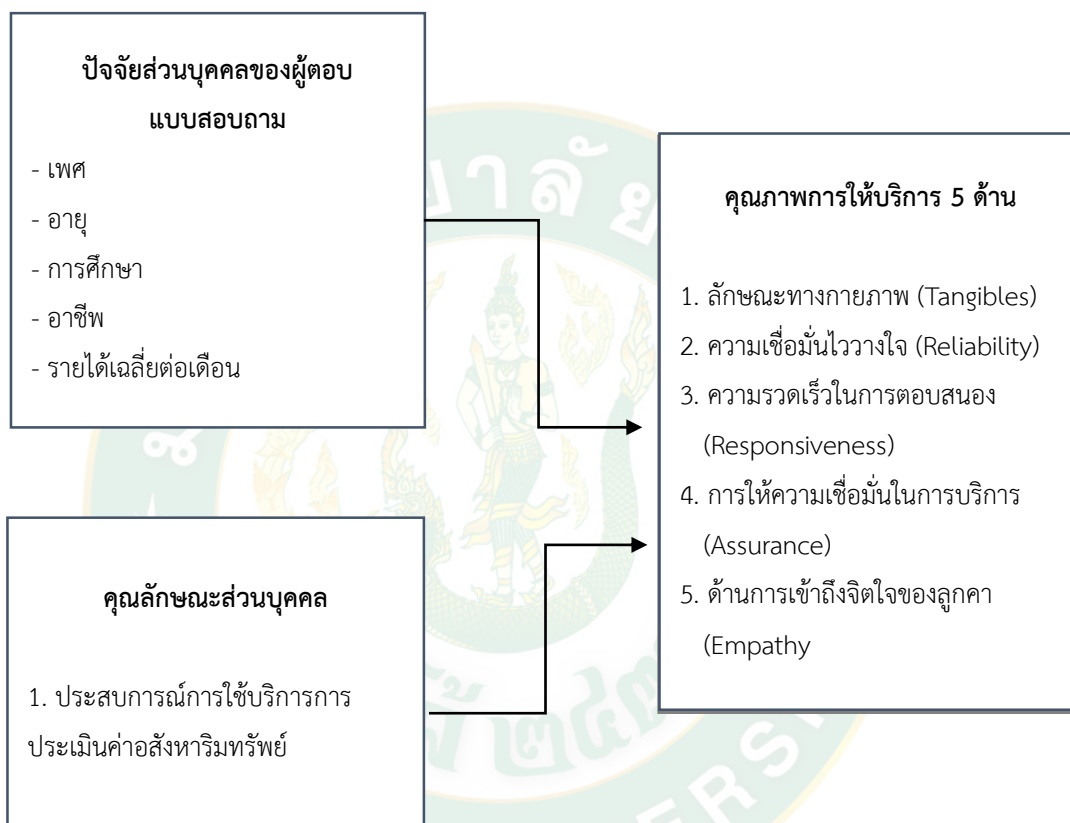 ปัจจัยส่วนบุคคลของผู้ตอบ
แบบสอบถาม
- เพศ
- อายุ
- การศึกษา
- อาชีพ
- รายได้เฉลี่ยต่อเดือน
คุณลักษณะส่วนบุคคล
1. ประสบการณ์การใช้บริการการ
ประเมินค่าอสังหาริมทรัพย์
คุณภาพการให้บริการ 5 ด้าน
1. ลักษณะทางกายภาพ (Tangibles)
2. ความเชื่อมั่นไววางใจ (Reliability)
3. ความรวดเร็วในการตอบสนอง
(Responsiveness)
4. การให้ความเชื่อมั่นในการบริการ
(Assurance)
5. ด้านการเข้าถึงจิตใจของลูกคา
(Empathy